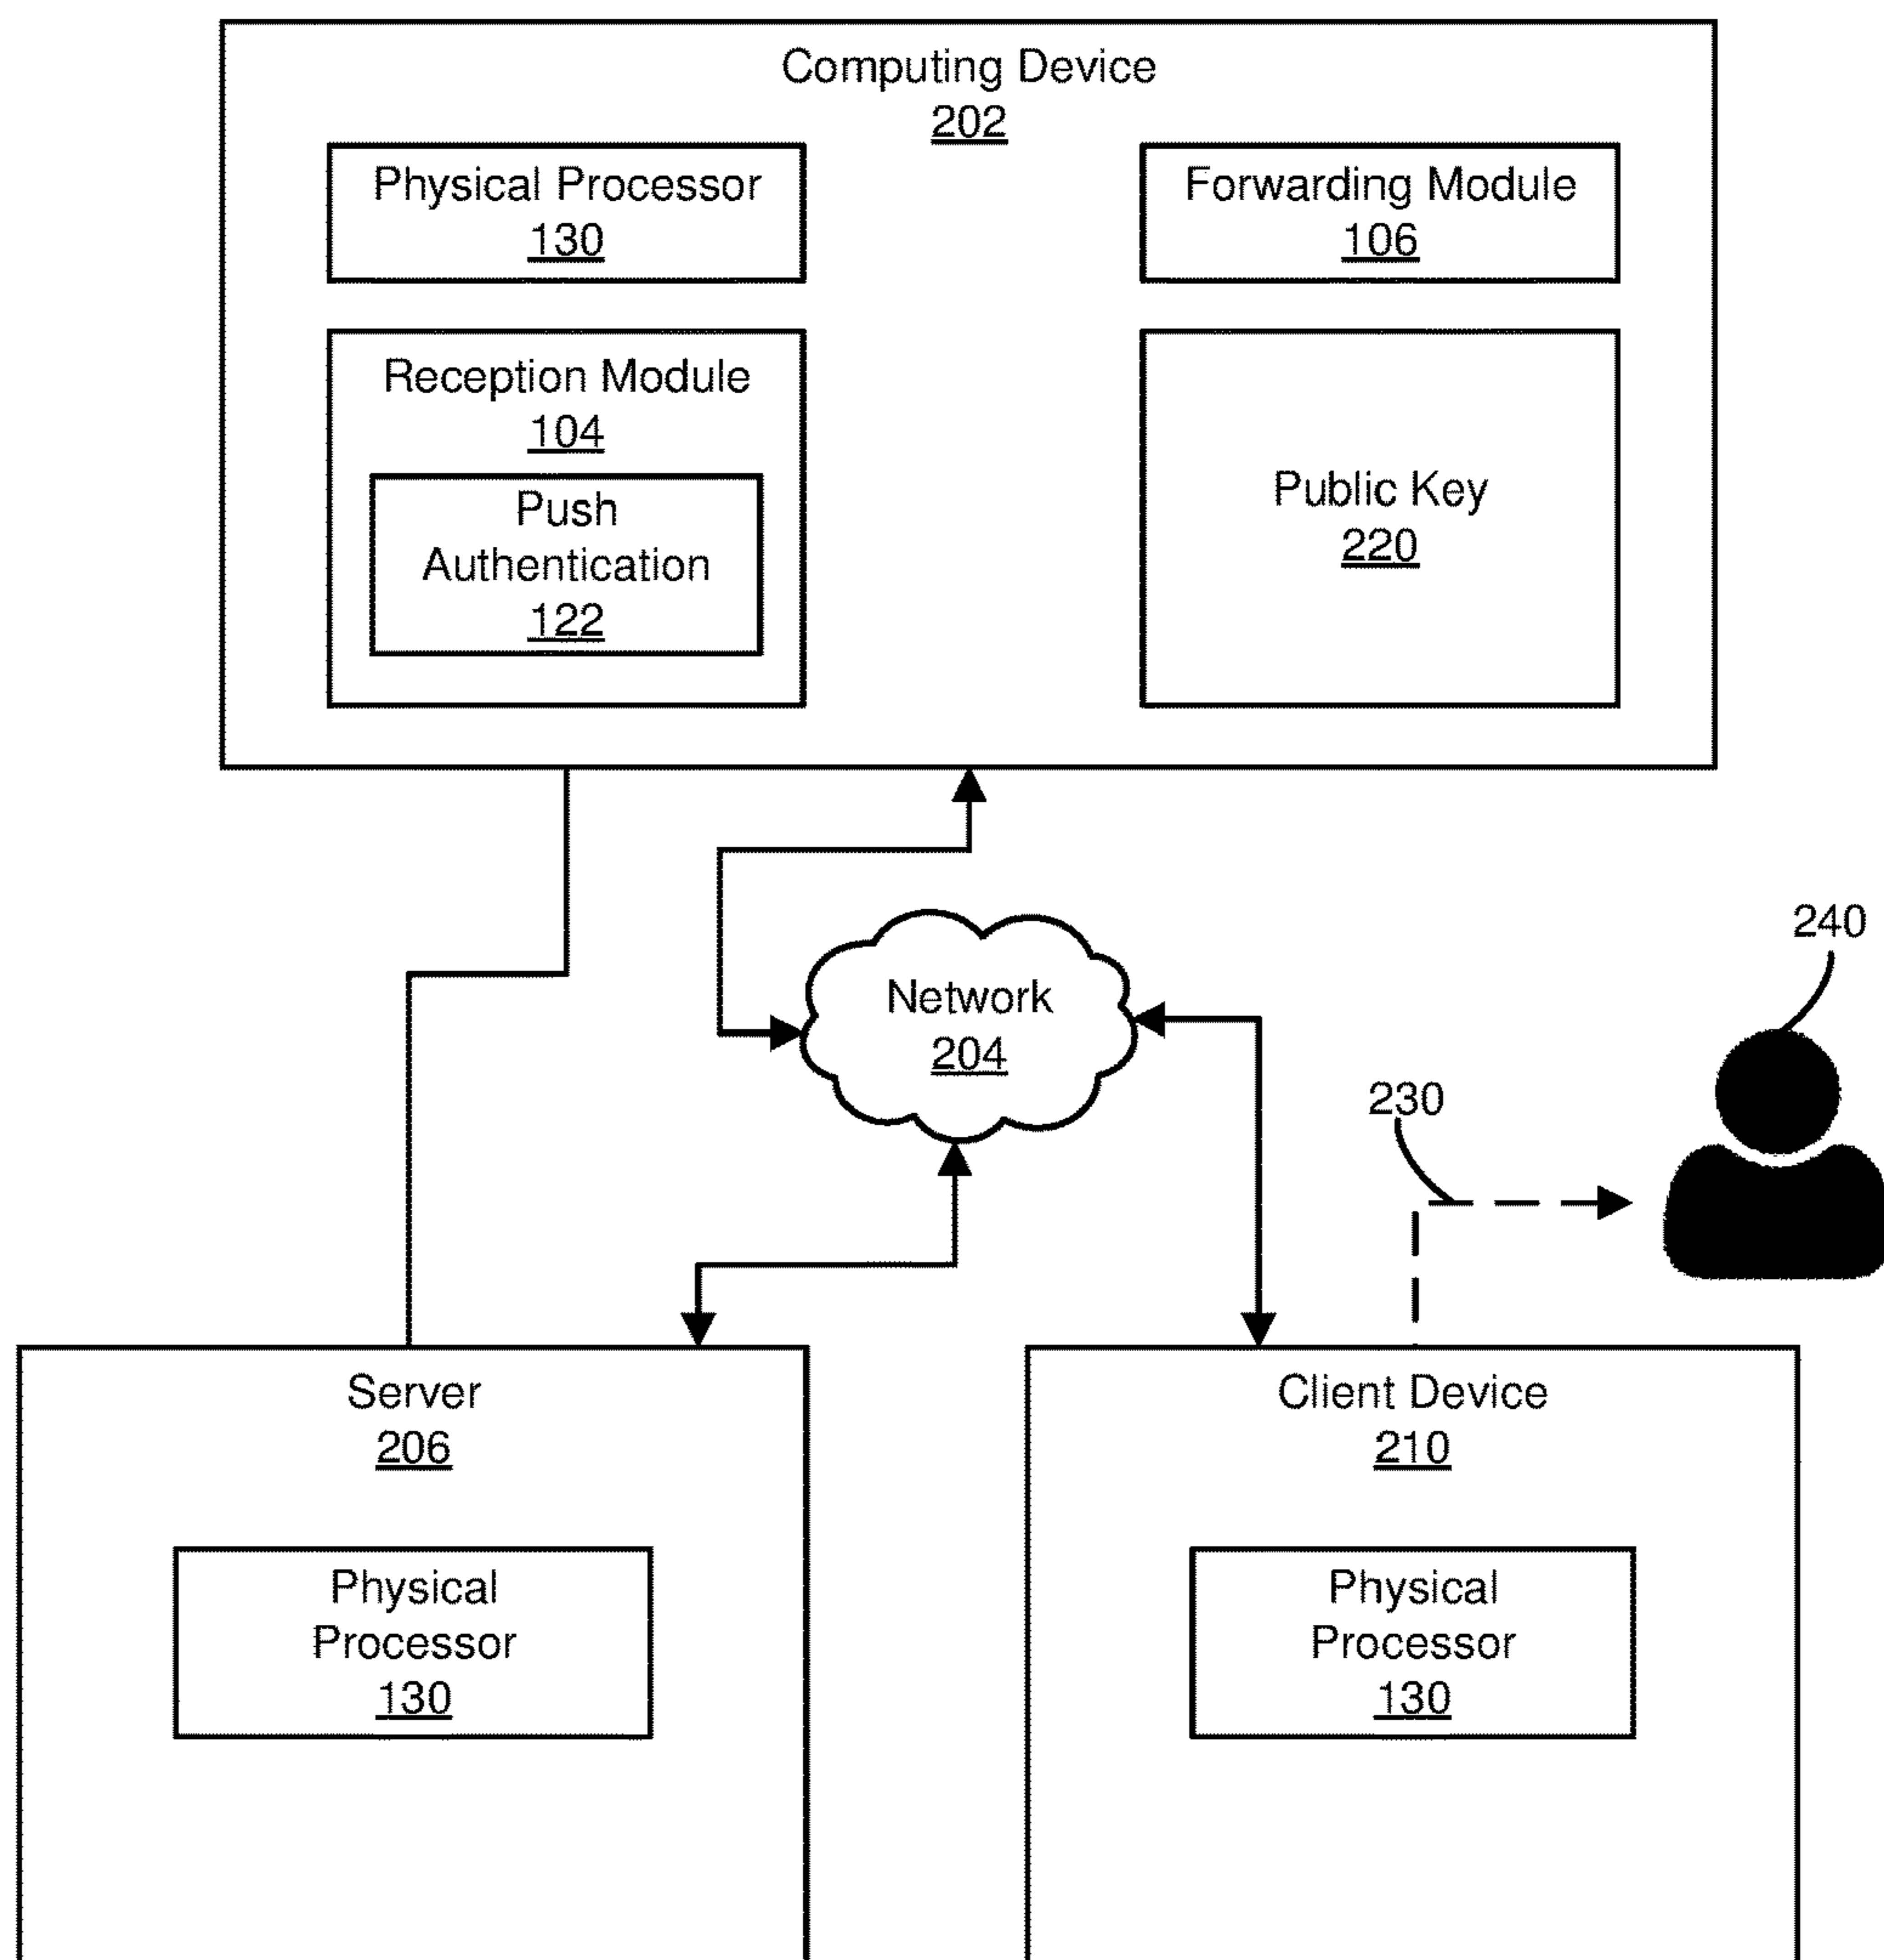 Computing Device
202
Physical Processor
130
Forwarding Module
106
Reception Module
104
Push
Authentication
122
Public Key
220
Network
204
240
230
Server
206
Physical
Processor
130
Client Device
210
Physical
Processor
130